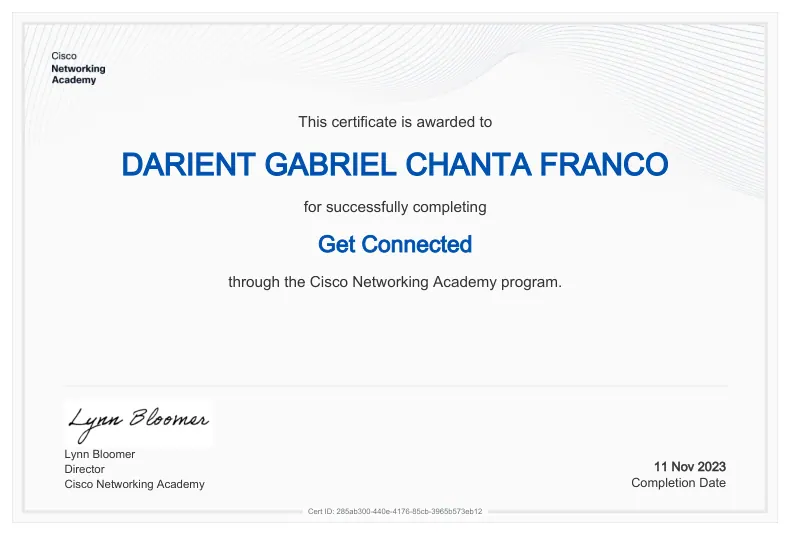 Cisco
Networking
Academy
This certificate is awarded to
DARIENT GABRIEL CHANTA FRANCO
for successfully completing
Get Connected
through the Cisco Networking Academy program.
Lynn Bloomer
Lynn Bloomer
Director
Cisco Networking Academy
11 Nov 2023
Completion Date
Cert ID: 285ab300-440e-4176-85cb-3965b573eb12